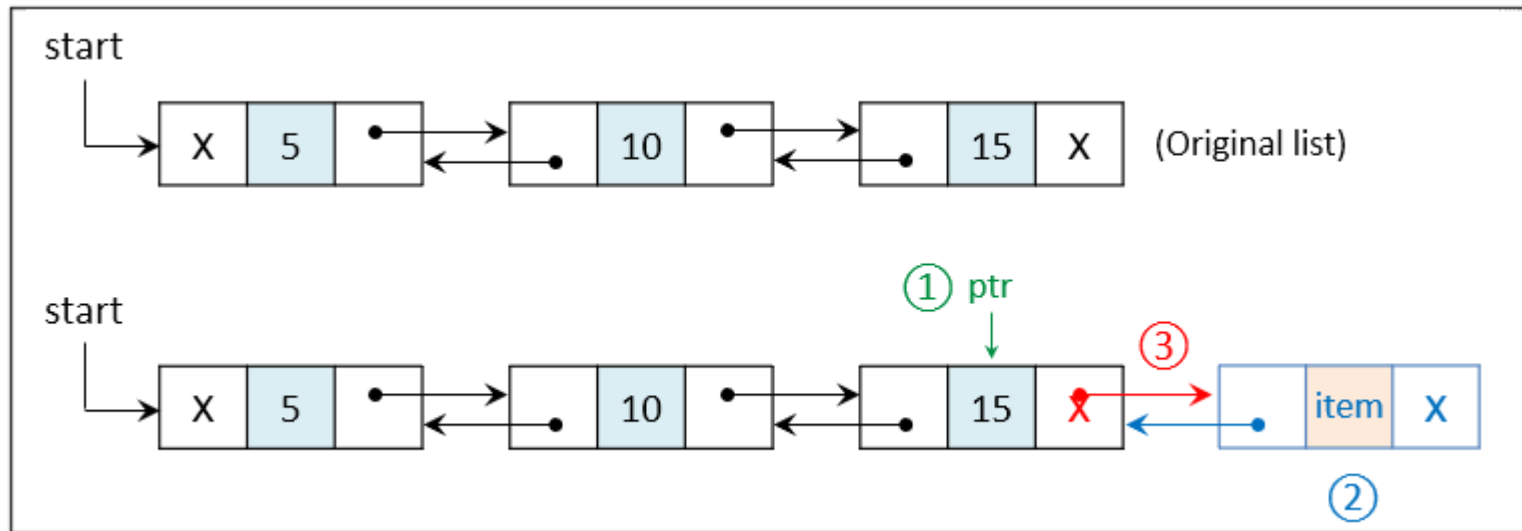 start
X 5 10 15 X (Original list)
① ptr
start ③
X 5 10 15 X item X
②